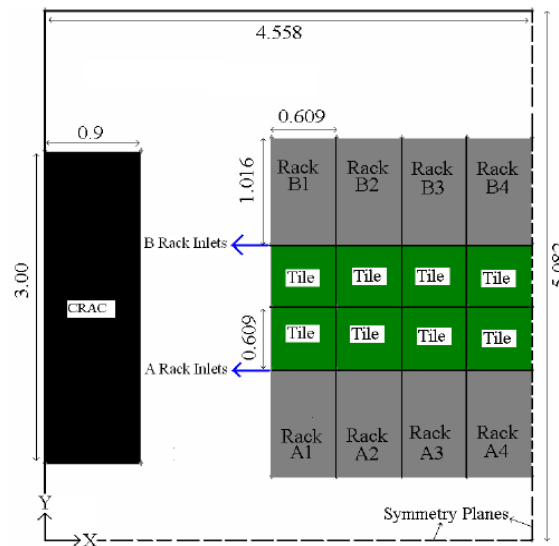 4.558
0.9
0.609
3.00
1.016
Rack B1
Rack B2
Rack B3
Rack B4
5.082
B Rack Inlets
Tile
Tile
Tile
Tile
CRAC
0.609
Tile
Tile
Tile
Tile
A Rack Inlets
Rack A1
Rack A2
Rack A3
Rack A4
Y
X
Symmetry Planes